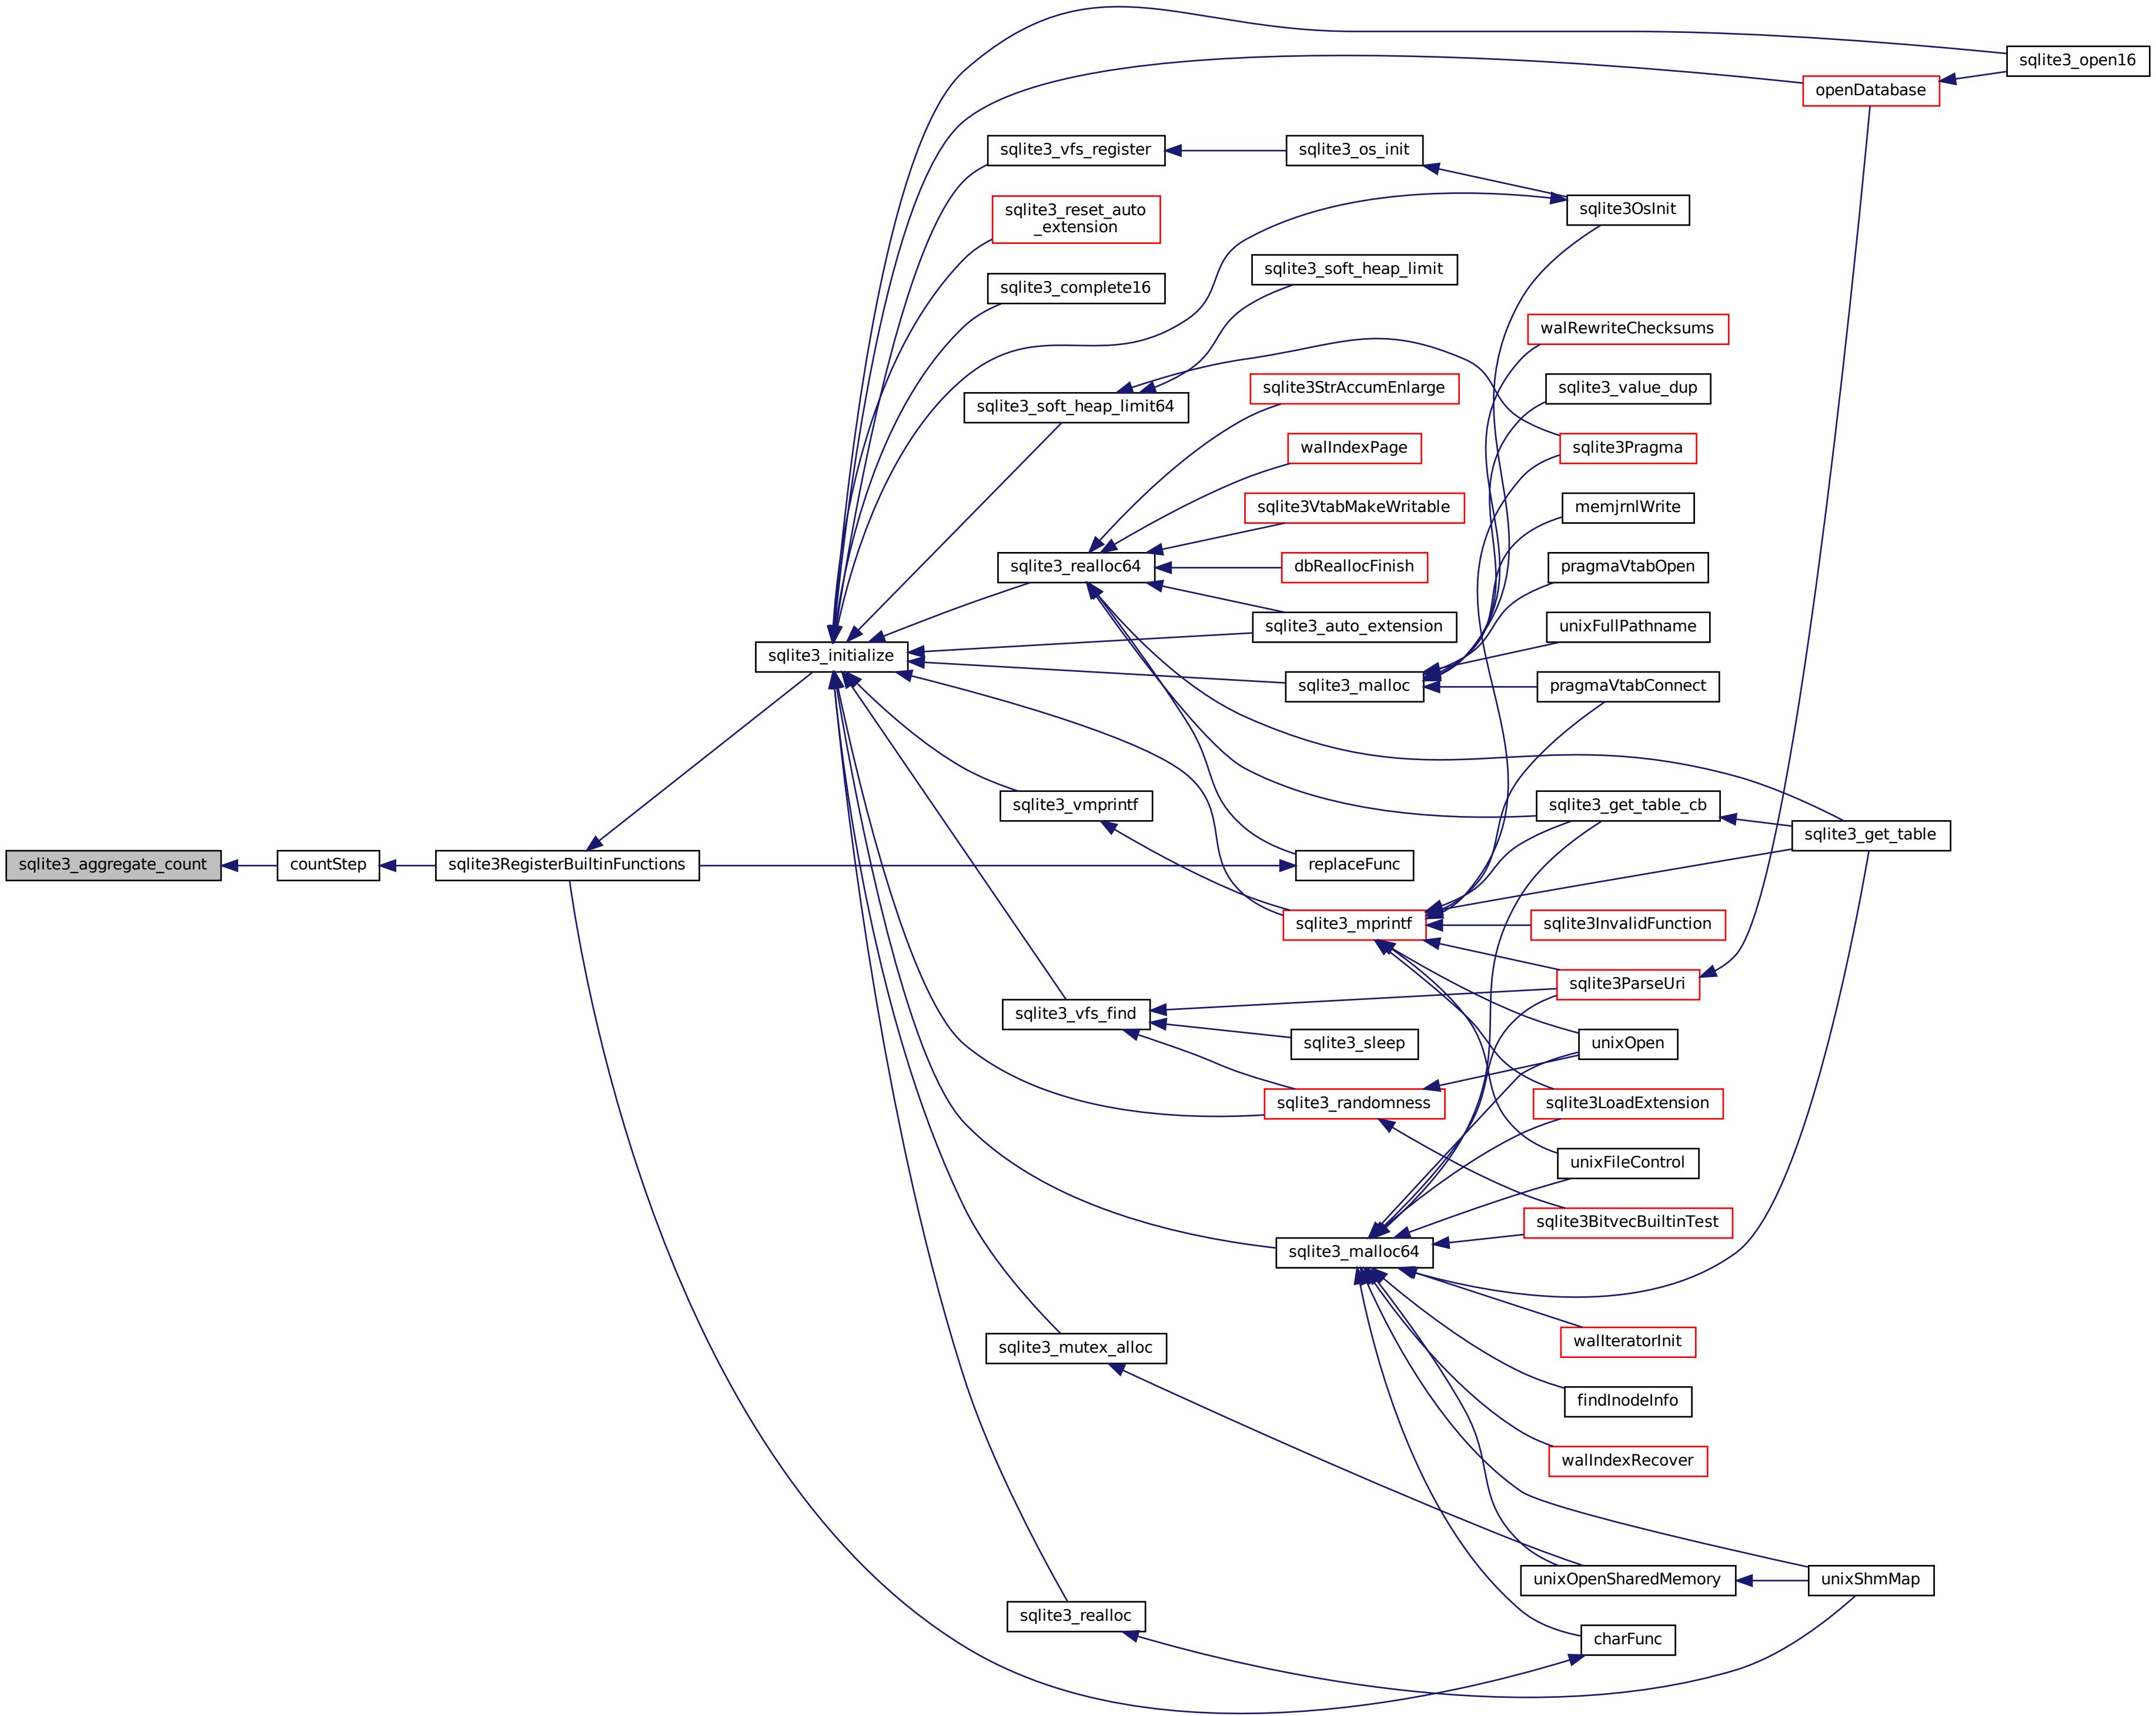 sqlite3_open16
openDatabase
sqlite3_vfs_register
sqlite3_os_init
sqlite3_reset_auto
_extension
sqlite3OsInit
sqlite3_soft_heap_limit
sqlite3_complete16
walRewriteChecksums
sqlite3StrAccumEnlarge
sqlite3_value_dup
sqlite3_soft_heap_limit64
walIndexPage
sqlite3Pragma
sqlite3VtabMakeWritable
memjrnlWrite
sqlite3_realloc64
dbReallocFinish
pragmaVtabOpen
sqlite3_auto_extension
unixFullPathname
sqlite3_initialize
sqlite3_malloc
pragmaVtabConnect
sqlite3_vmprintf
sqlite3_get_table_cb
sqlite3_get_table
sqlite3_aggregate_count
countStep
sqlite3RegisterBuiltinFunctions
replaceFunc
sqlite3_mprintf
sqlite3InvalidFunction
sqlite3ParseUri
sqlite3_vfs_find
sqlite3_sleep
unixOpen
sqlite3_randomness
sqlite3LoadExtension
unixFileControl
sqlite3BitvecBuiltinTest
sqlite3_malloc64
sqlite3_mutex_alloc
walIteratorInit
findInodeInfo
walIndexRecover
unixOpenSharedMemory
unixShmMap
sqlite3_realloc
charFunc